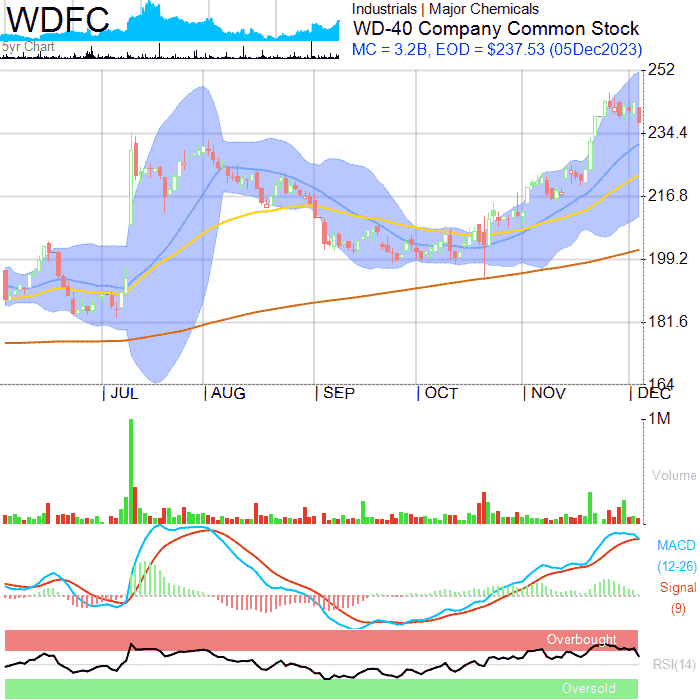 WDFC
5yr Chart
Industrials | Major Chemicals
WD-40 Company Common Stock
MC = 3.2B, EOD = $237.53 (05Dec2023)
252
234.4
216.8
199.2
181.6
164
JUL AUG SEP OCT NOV DEC
1M
Volume
MACD
(12-26)
Signal
(9)
Overbought
RSI(14)
Oversold